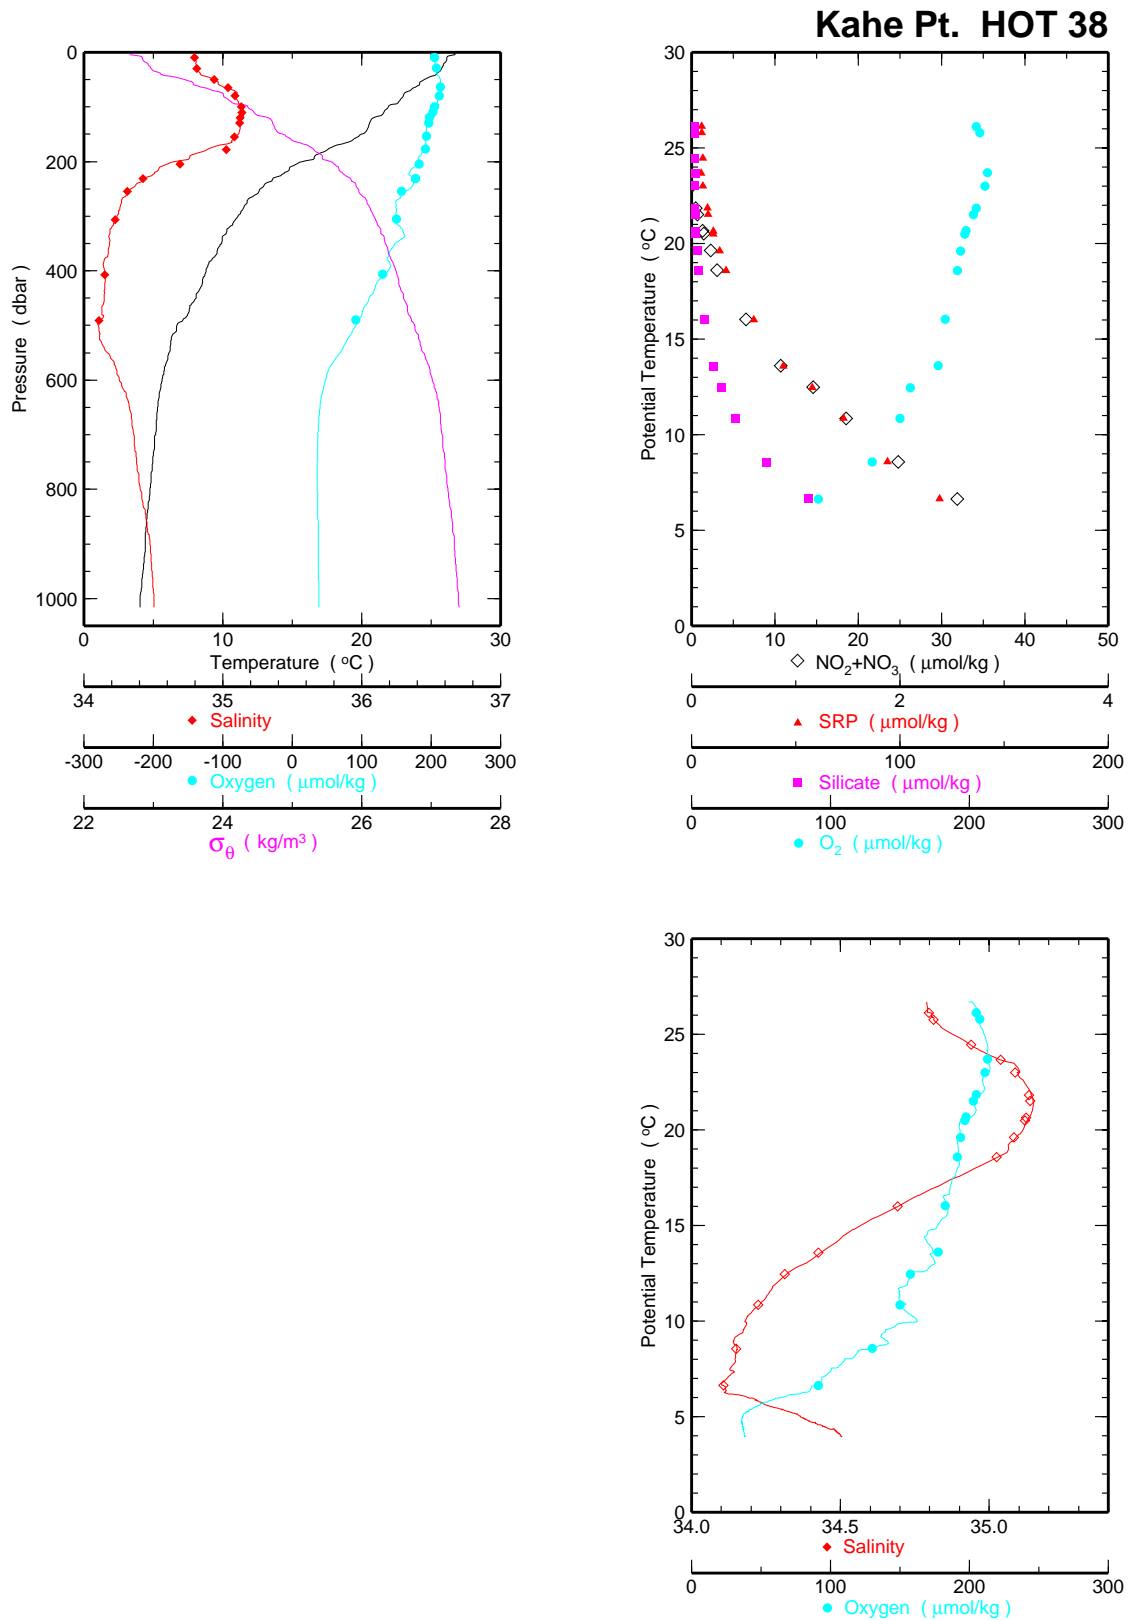 Kahe Pt.  HOT 38
0
200
400
600
800
1000
Pressure ( dbar)
0 10 20 30
Temperature ( °C)
34 35 36 37
Salinity
-300 -200 -100 0 100 200 300
Oxygen ( μmol/kg )
22 24 26 28
σθ ( kg/m³ )
30
25
20
15
10
5
0
Potential Temperature ( °C)
0 10 20 30 40 50
NO₂+NO₃ ( μmol/kg)
0 2 4
SRP ( μmol/kg )
0 100 200
Silicate ( μmol/kg )
0 100 200 300
O₂ ( μmol/kg)
30
25
20
15
10
5
0
Potential Temperature ( °C)
34.0 34.5 35.0
Salinity
0 100 200 300
Oxygen ( μmol/kg)